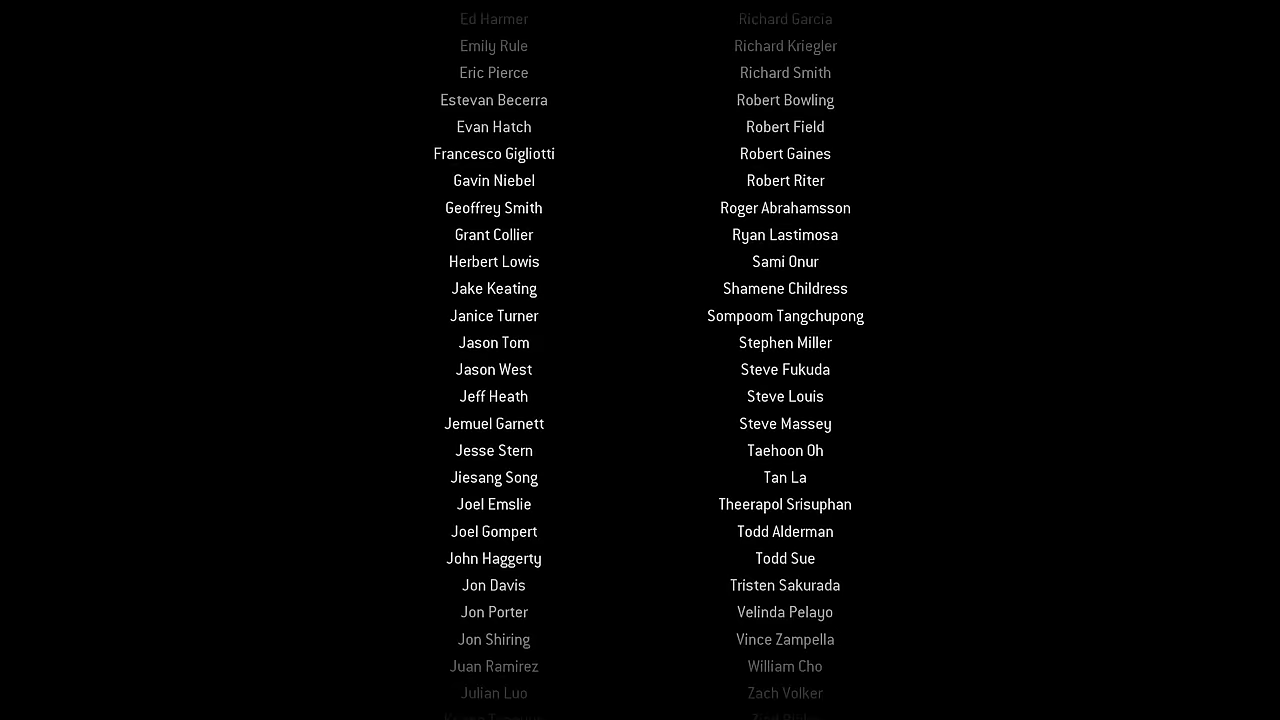 Ed Harmer
Emily Rule
Eric Pierce
Estevan Becerra
Evan Hatch
Francesco Gigliotti
Gavin Niebel
Geoffrey Smith
Grant Collier
Herbert Lowis
Jake Keating
Janice Turner
Jason Tom
Jason West
Jeff Heath
Jemuel Garnett
Jesse Stern
Jiesang Song
Joel Emslie
Joel Gompert
John Haggerty
Jon Davis
Jon Porter
Jon Shiring
Juan Ramirez
Julian Luo
Richard Garcia
Richard Kriegler
Richard Smith
Robert Bowling
Robert Field
Robert Gaines
Robert Riter
Roger Abrahamsson
Ryan Lastimosa
Sami Onur
Shamene Childress
Sompoom Tangchupong
Stephen Miller
Steve Fukuda
Steve Louis
Steve Massey
Taehoon Oh
Tan La
Theerapol Srisuphan
Todd Alderman
Todd Sue
Tristen Sakurada
Velinda Pelayo
Vince Zampella
William Cho
Zach Volker